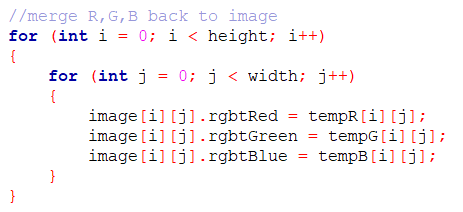 //merge R,G,B back to image
for (int i = 0; i < height; i++)
{
    for (int j = 0; j < width; j++)
    {
        image[i][j].rgbtRed = tempR[i][j];
        image[i][j].rgbtGreen = tempG[i][j];
        image[i][j].rgbtBlue = tempB[i][j];
    }
}